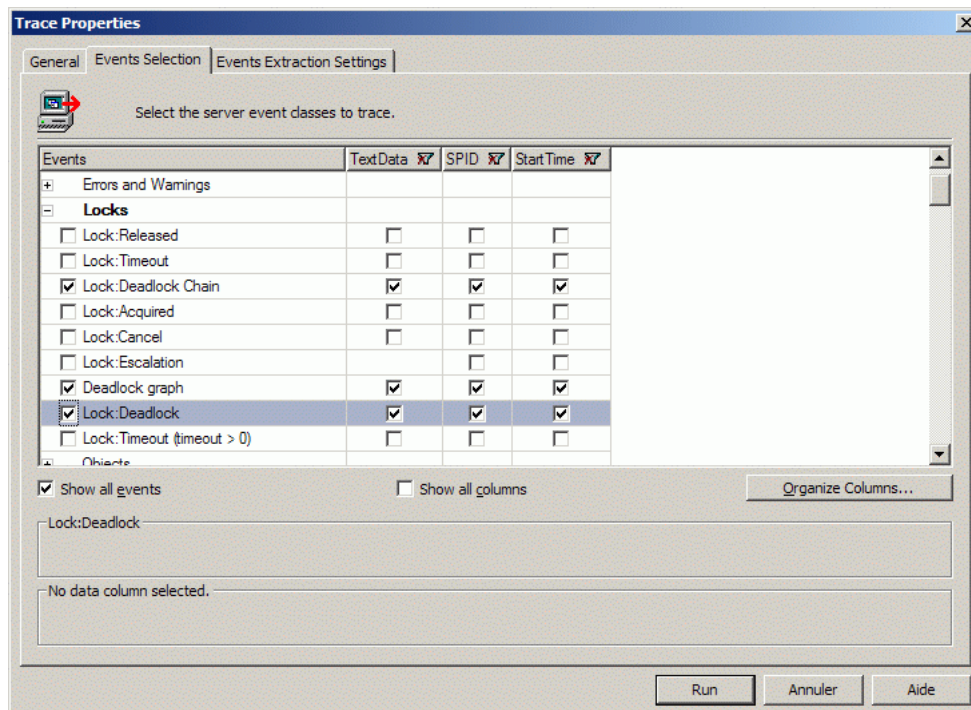 Trace Properties
General Events Selection Events Extraction Settings
Select the server event classes to trace.
Events TextData SPID StartTime
Errors and Warnings
Locks
Lock:Released
Lock:Timeout
Lock:Deadlock Chain
Lock:Acquired
Lock:Cancel
Lock:Escalation
Deadlock graph
Lock:Deadlock
Lock:Timeout (timeout > 0)
Objects
Show all events Show all columns Organize Columns...
Lock:Deadlock
No data column selected.
Run Annuler Aide